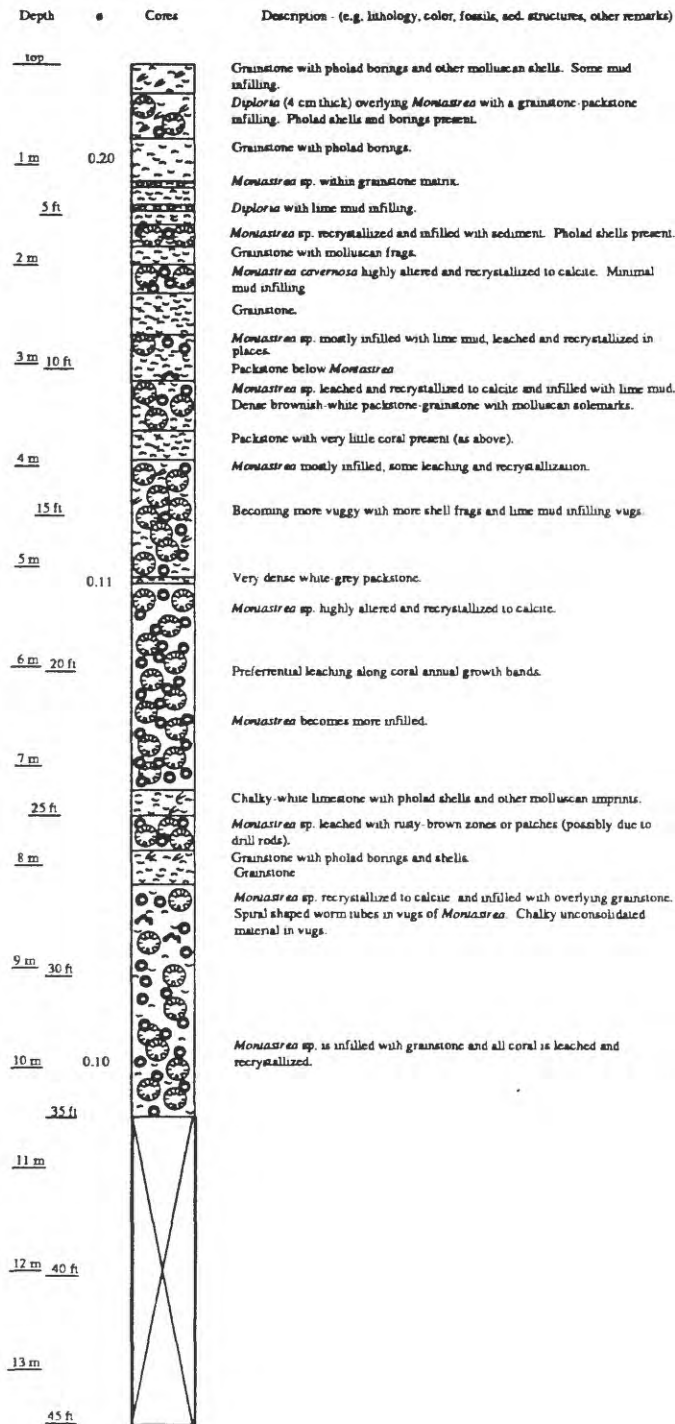 Depth ø Cores Description - (e.g. lithology, color, fossils, sed. structures, other remarks)
top
Grainstone with pholad borings and other molluscan shells. Some mud
infilling.
Diploria (4 cm thick) overlying Montastrea with a grainstone-packstone
infilling. Pholad shells and borings present.
1 m 0.20 Grainstone with pholad borings.
Montastrea sp. within grainstone matrix.
5 ft Diploria with lime mud infilling.
Montastrea sp. recrystallized and infilled with sediment. Pholad shells present.
2 m Grainstone with molluscan frags.
Montastrea cavernosa highly altered and recrystallized to calcite. Minimal
mud infilling
Grainstone.
Montastrea sp. mostly infilled with lime mud, leached and recrystallized in
places.
3 m 10 ft Packstone below Montastrea
Montastrea sp. leached and recrystallized to calcite and infilled with lime mud.
Dense brownish-white packstone-grainstone with molluscan solemarks.
Packstone with very little coral present (as above).
4 m Montastrea mostly infilled, some leaching and recrystallization.
15 ft Becoming more vuggy with more shell frags and lime mud infilling vugs.
5 m
0.11 Very dense white-grey packstone.
Montastrea sp. highly altered and recrystallized to calcite.
6 m 20 ft Preferrential leaching along coral annual growth bands.
Montastrea becomes more infilled.
7 m
25 ft Chalky-white limestone with pholad shells and other molluscan imprints.
Montastrea sp. leached with rusty-brown zones or patches (possibly due to
drill rods).
8 m Grainstone with pholad borings and shells.
Grainstone
Montastrea sp. recrystallized to calcite and infilled with overlying grainstone.
Spiral shaped worm tubes in vugs of Montastrea. Chalky unconsolidated
material in vugs.
9 m 30 ft
Montastrea sp. is infilled with grainstone and all coral is leached and
10 m 0.10 recrystallized.
35 ft
11 m
12 m 40 ft
13 m
45 ft